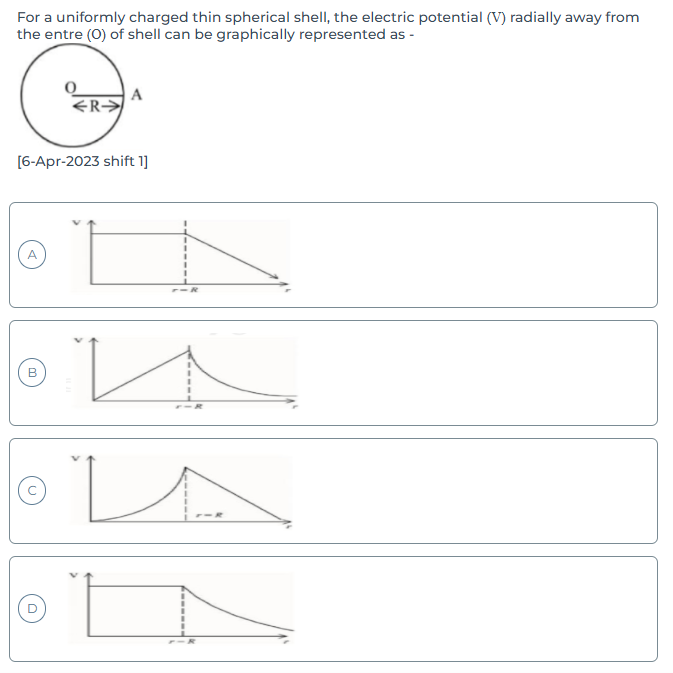 For a uniformly charged thin spherical shell, the electric potential (V) radially away from
the entre (O) of shell can be graphically represented as -
O
A
←R→
[6-Apr-2023 shift 1]
A
V
r=R
r
B
V
r=R
r
C
V
r=R
r
D
V
r=R
r